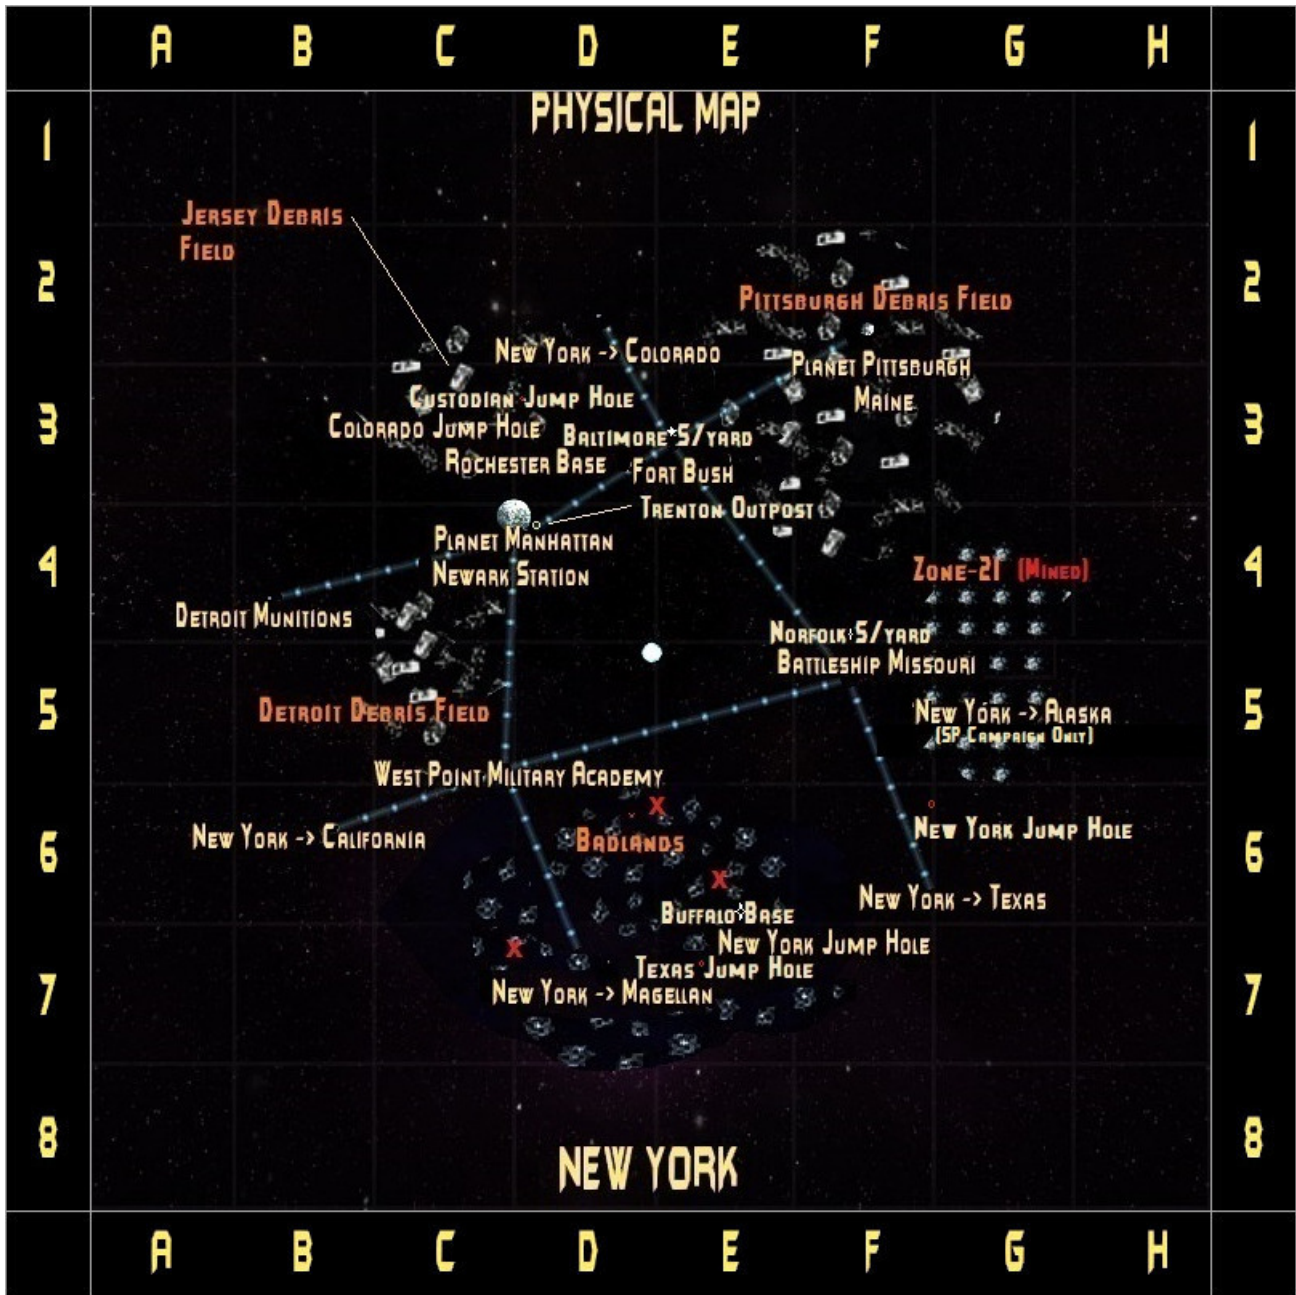 A B C D E F G H
PHYSICAL MAP
1 1
Jersey Debris
Field
2 2
Pittsburgh Debris Field
New York -> Colorado
Planet Pittsburgh
Custodian Jump Hole
Maine
3 3
Colorado Jump Hole
Baltimore S/yard
Rochester Base
Fort Bush
Trenton Outpost
Planet Manhattan
4 4
Zone-21 (Mined)
Newark Station
Detroit Munitions
Norfolk S/yard
Battleship Missouri
5 5
Detroit Debris Field
New York -> Alaska
(SP Campaign Only)
West Point Military Academy
X
New York Jump Hole
New York -> California
Badlands
6 6
X
New York -> Texas
Buffalo Base
New York Jump Hole
X
Texas Jump Hole
New York -> Magellan
7 7
8 8
NEW YORK
A B C D E F G H